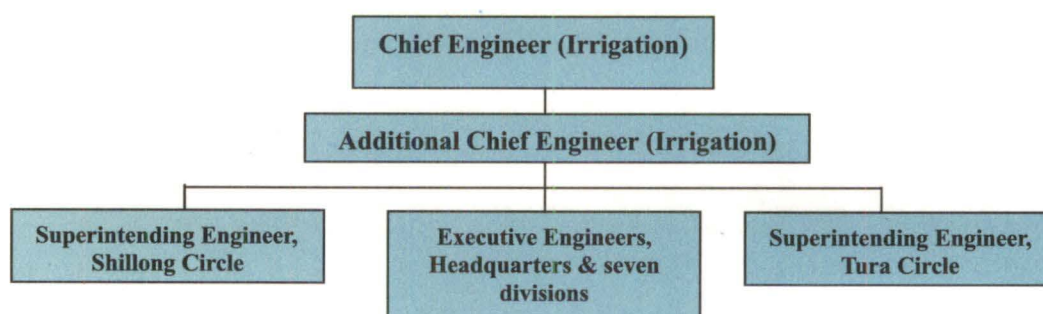 Chief Engineer (Irrigation)
Additional Chief Engineer (Irrigation)
Superintending Engineer,
Shillong Circle
Executive Engineers,
Headquarters & seven
divisions
Superintending Engineer,
Tura Circle